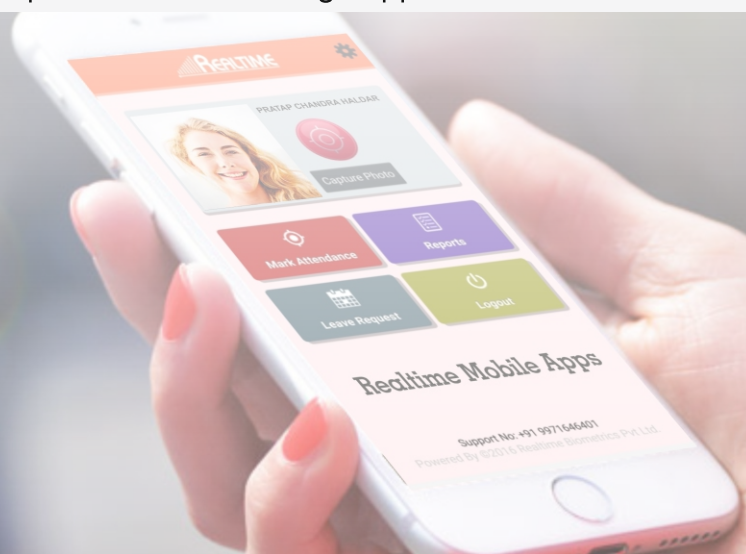 REALTIME
PRATAP CHANDRA HALDAR
Capture Photo
Mark Attendance
Reports
Leave Request
Logout
Realtime Mobile Apps
Support No: +91 9971646401
Powered By ©2016 Realtime Biometrics Pvt Ltd.